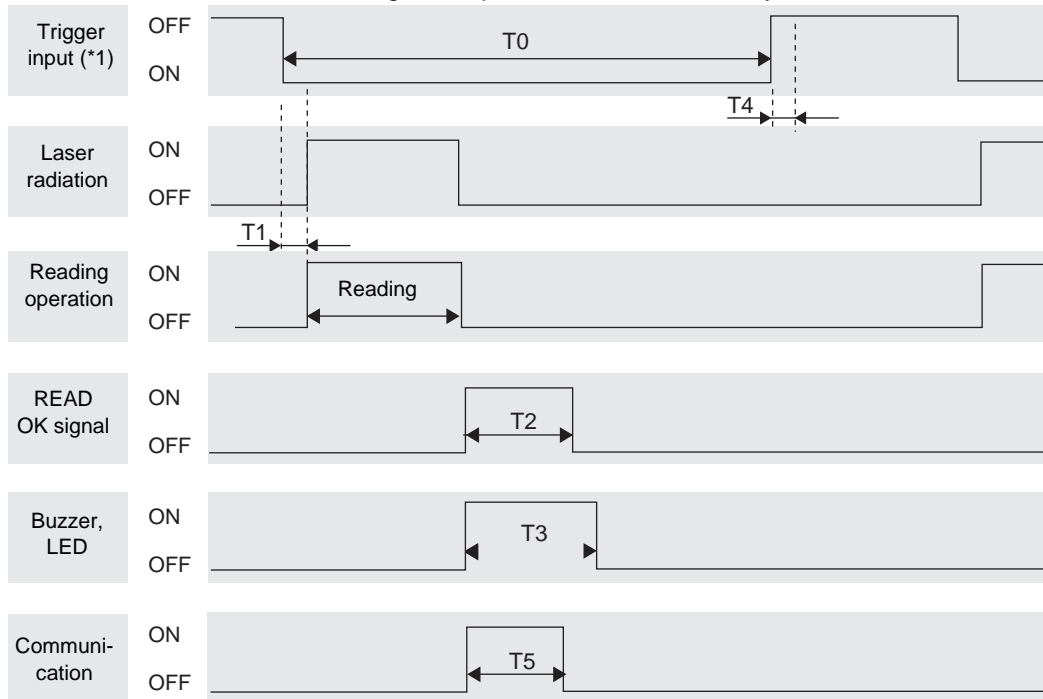 Trigger
input (*1)
OFF
ON
T0
T4
Laser
radiation
ON
OFF
T1
Reading
operation
ON
OFF
Reading
READ
OK signal
ON
OFF
T2
Buzzer,
LED
ON
OFF
T3
Communi-
cation
ON
OFF
T5